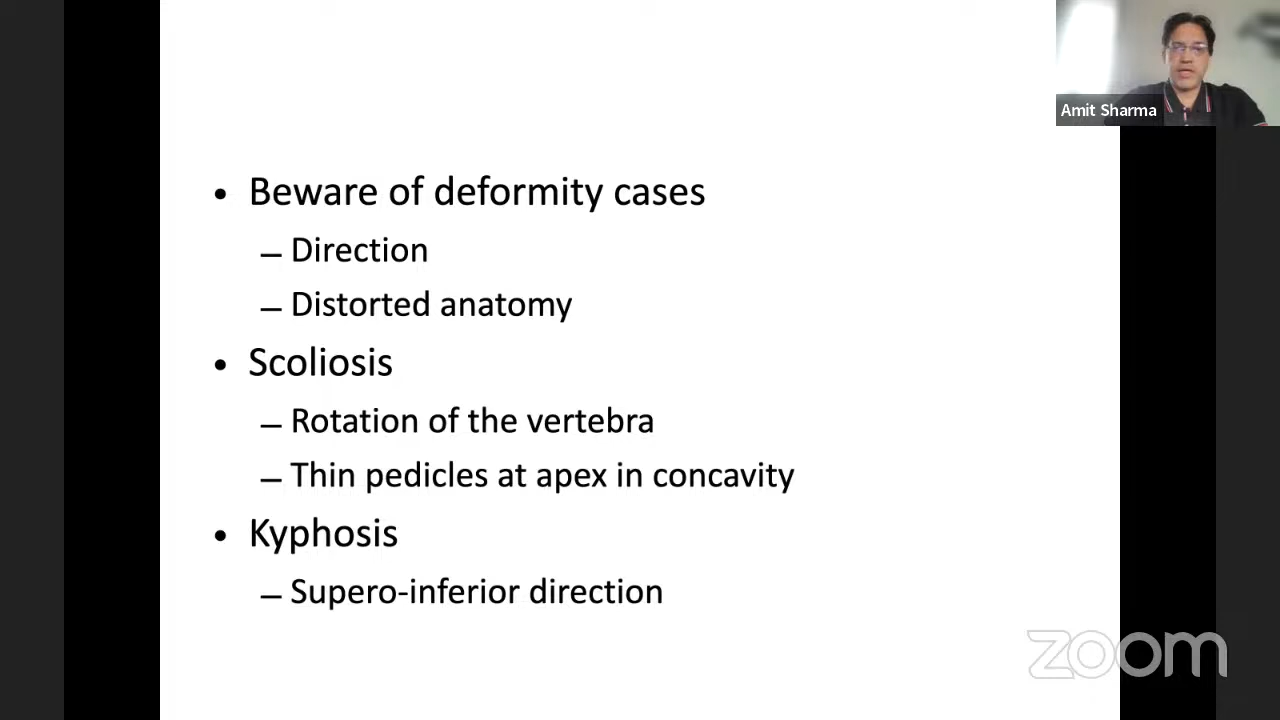 Amit Sharma
• Beware of deformity cases
– Direction
– Distorted anatomy
• Scoliosis
– Rotation of the vertebra
– Thin pedicles at apex in concavity
• Kyphosis
– Supero-inferior direction
zoom